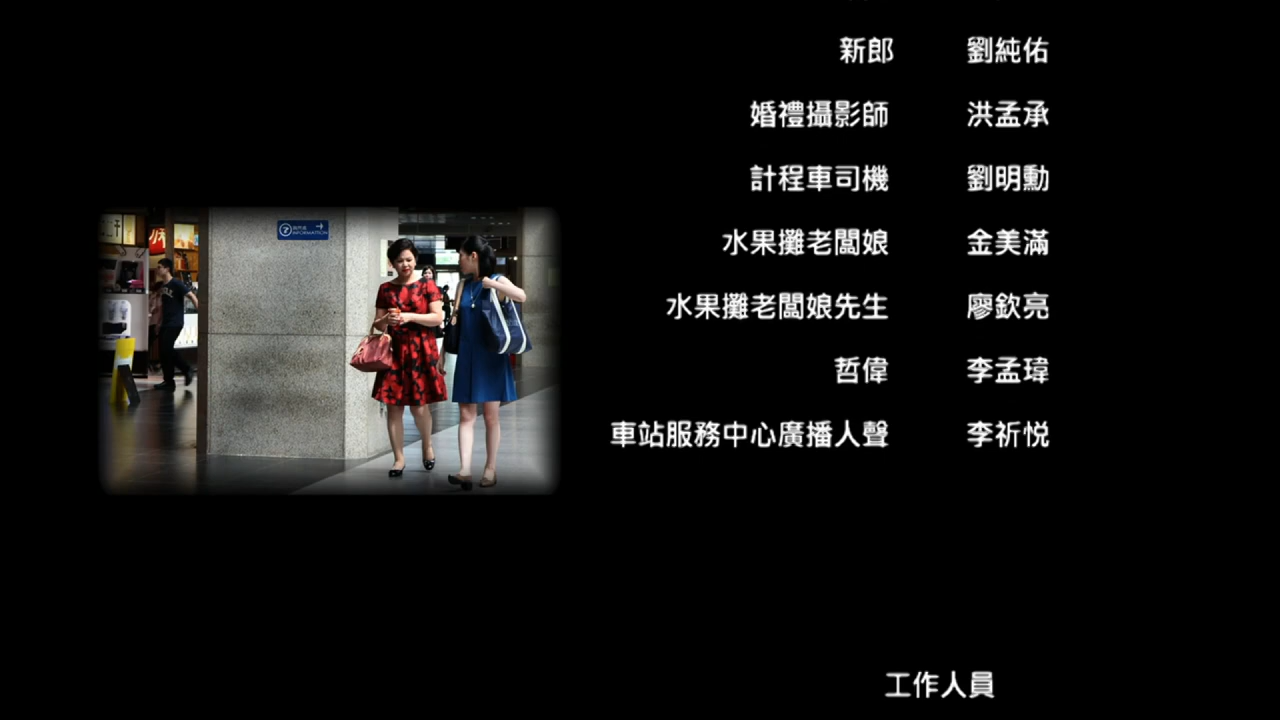 新郎 劉純佑
婚禮攝影師 洪孟承
計程車司機 劉明勳
水果攤老闆娘 金美滿
水果攤老闆娘先生 廖欽亮
哲偉 李孟瑋
車站服務中心廣播人聲 李祈悦
工作人員
INFORMATION